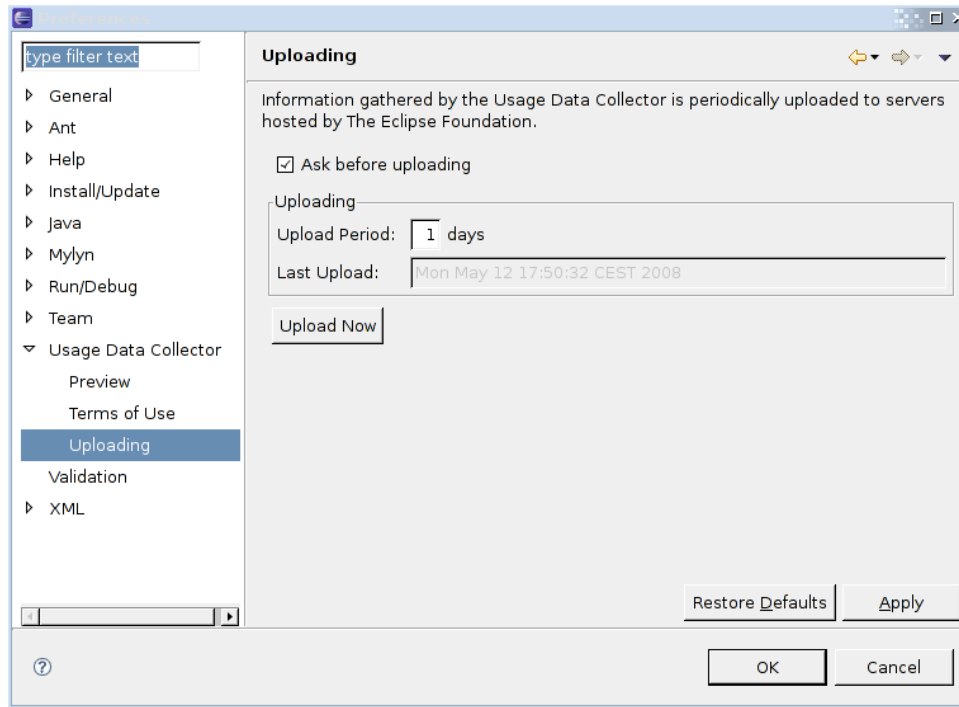 Preferences
type filter text
General
Ant
Help
Install/Update
Java
Mylyn
Run/Debug
Team
Usage Data Collector
Preview
Terms of Use
Uploading
Validation
XML
Uploading
Information gathered by the Usage Data Collector is periodically uploaded to servers
hosted by The Eclipse Foundation.
Ask before uploading
Uploading
Upload Period: 1 days
Last Upload: Mon May 12 17:50:32 CEST 2008
Upload Now
Restore Defaults Apply
OK Cancel